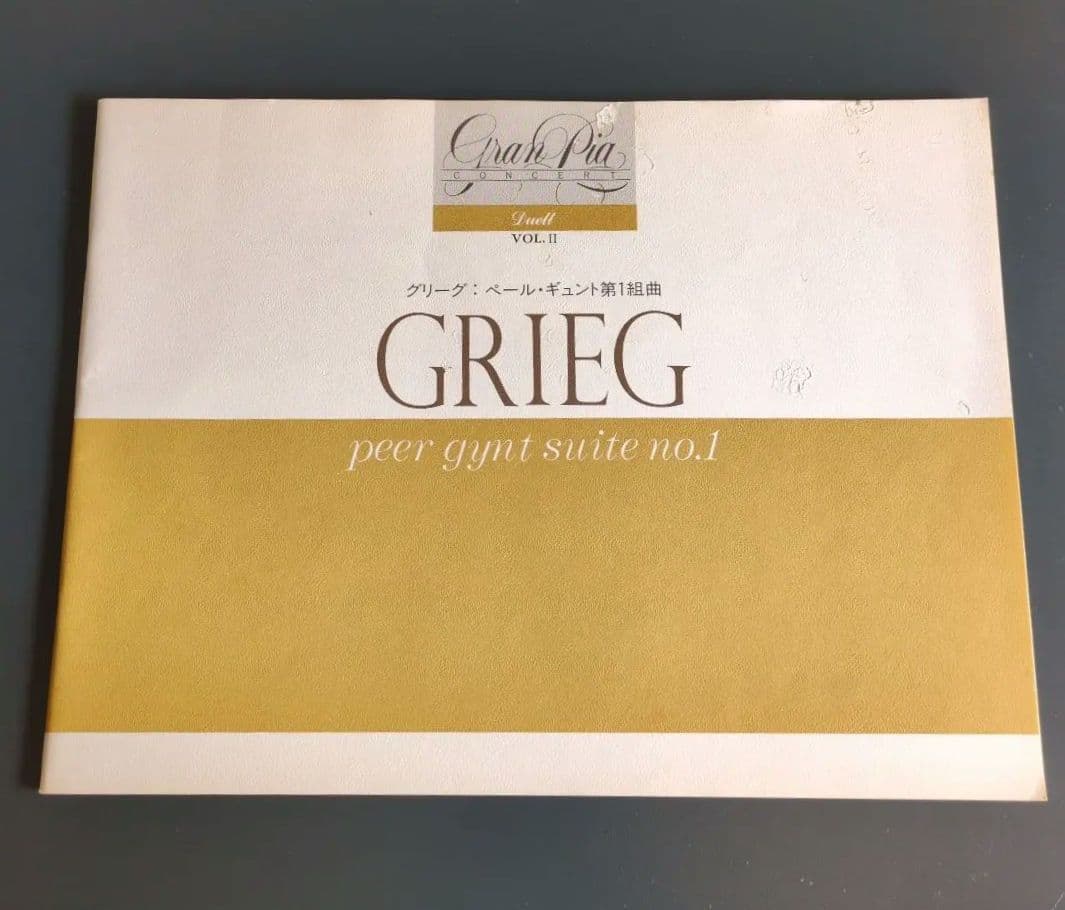 Gran Pia
CONCERT
Duett
VOL.II
グリーグ：ペール・ギュント第1組曲
GRIEG
peer gynt suite no.1